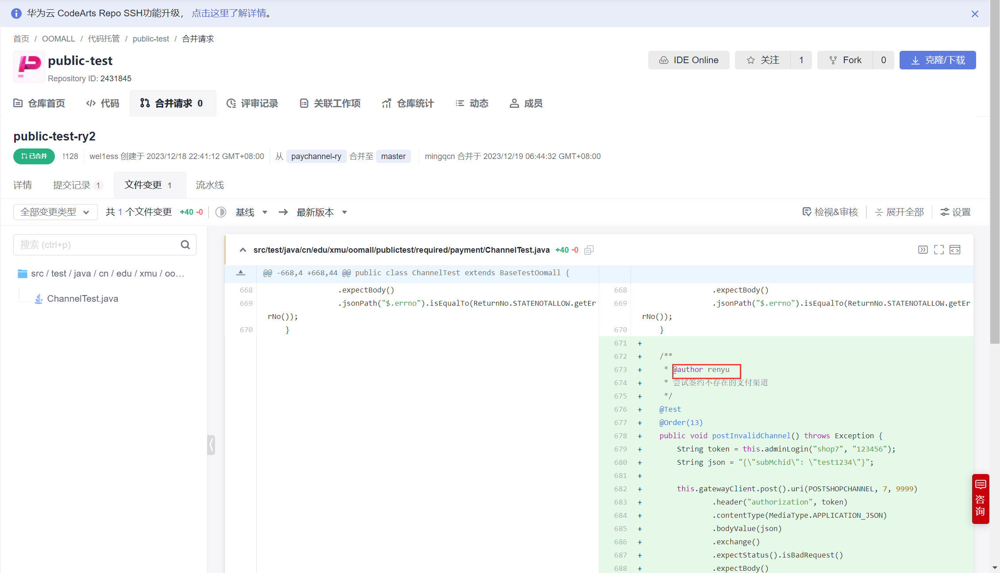 华为云 CodeArts Repo SSH功能升级， 点击这里了解详情。
首页 / OOMALL / 代码托管 / public-test / 合并请求
public-test
Repository ID: 2431845
IDE Online
关注 1
Fork 0
克隆/下载
仓库首页
代码
合并请求 0
评审记录
关联工作项
仓库统计
动态
成员
public-test-ry2
已合并 !128 wel1ess 创建于 2023/12/18 22:41:12 GMT+08:00 从 paychannel-ry 合并至 master mingqcn 合并于 2023/12/19 06:44:32 GMT+08:00
详情 提交记录 1 文件变更 1 流水线
全部变更类型 共 1 个文件变更 +40 -0 基线 → 最新版本
检视&审核 展开全部 设置
搜索 (ctrl+p)
src / test / java / cn / edu / xmu / oo...
ChannelTest.java
src/test/java/cn/edu/xmu/oomall/publictest/required/payment/ChannelTest.java +40 -0
@@ -668,4 +668,44 @@ public class ChannelTest extends BaseTestOomall {
668 .expectBody()
669 .jsonPath("$.errno").isEqualTo(ReturnNo.STATENOTALLOW.getEr
rNo());
670 }
668 .expectBody()
669 .jsonPath("$.errno").isEqualTo(ReturnNo.STATENOTALLOW.getEr
rNo());
670 }
671 +
672 + /**
673 + * @author renyu
674 + * 尝试签约不存在的支付渠道
675 + */
676 + @Test
677 + @Order(13)
678 + public void postInvalidChannel() throws Exception {
679 + String token = this.adminLogin("shop7", "123456");
680 + String json = "{\"subMchid\": \"test1234\"}";
681 +
682 + this.gatewayClient.post().uri(POSTSHOPCHANNEL, 7, 9999)
683 + .header("authorization", token)
684 + .contentType(MediaType.APPLICATION_JSON)
685 + .bodyValue(json)
686 + .exchange()
687 + .expectStatus().isBadRequest()
688 + .expectBody()
咨
询